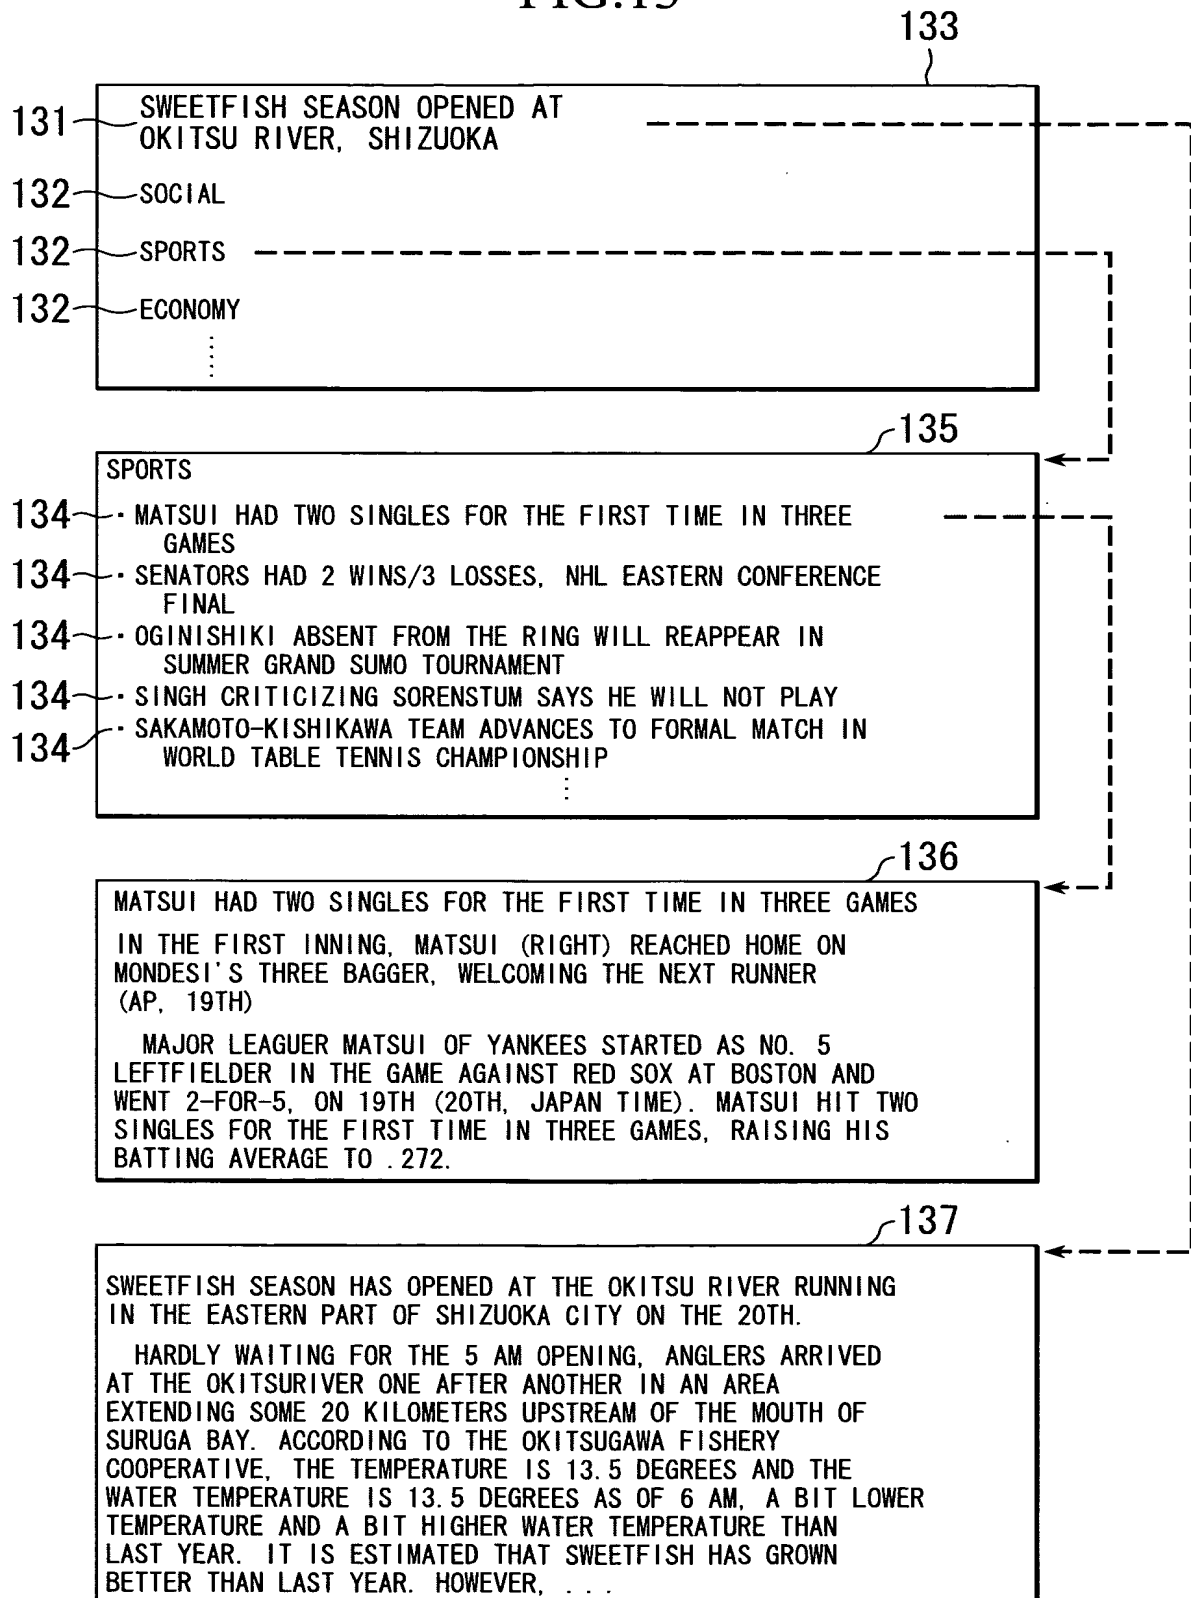 FIG.13
133
131 SWEETFISH SEASON OPENED AT
OKITSU RIVER, SHIZUOKA
132 SOCIAL
132 SPORTS
132 ECONOMY
135
SPORTS
134 · MATSUI HAD TWO SINGLES FOR THE FIRST TIME IN THREE
GAMES
134 · SENATORS HAD 2 WINS/3 LOSSES, NHL EASTERN CONFERENCE
FINAL
134 · OGINISHIKI ABSENT FROM THE RING WILL REAPPEAR IN
SUMMER GRAND SUMO TOURNAMENT
134 · SINGH CRITICIZING SORENSTUM SAYS HE WILL NOT PLAY
134 · SAKAMOTO-KISHIKAWA TEAM ADVANCES TO FORMAL MATCH IN
WORLD TABLE TENNIS CHAMPIONSHIP
136
MATSUI HAD TWO SINGLES FOR THE FIRST TIME IN THREE GAMES
IN THE FIRST INNING, MATSUI (RIGHT) REACHED HOME ON
MONDESI'S THREE BAGGER, WELCOMING THE NEXT RUNNER
(AP, 19TH)
MAJOR LEAGUER MATSUI OF YANKEES STARTED AS NO. 5
LEFTFIELDER IN THE GAME AGAINST RED SOX AT BOSTON AND
WENT 2-FOR-5, ON 19TH (20TH, JAPAN TIME). MATSUI HIT TWO
SINGLES FOR THE FIRST TIME IN THREE GAMES, RAISING HIS
BATTING AVERAGE TO .272.
137
SWEETFISH SEASON HAS OPENED AT THE OKITSU RIVER RUNNING
IN THE EASTERN PART OF SHIZUOKA CITY ON THE 20TH.
HARDLY WAITING FOR THE 5 AM OPENING, ANGLERS ARRIVED
AT THE OKITSURIVER ONE AFTER ANOTHER IN AN AREA
EXTENDING SOME 20 KILOMETERS UPSTREAM OF THE MOUTH OF
SURUGA BAY. ACCORDING TO THE OKITSUGAWA FISHERY
COOPERATIVE, THE TEMPERATURE IS 13.5 DEGREES AND THE
WATER TEMPERATURE IS 13.5 DEGREES AS OF 6 AM, A BIT LOWER
TEMPERATURE AND A BIT HIGHER WATER TEMPERATURE THAN
LAST YEAR. IT IS ESTIMATED THAT SWEETFISH HAS GROWN
BETTER THAN LAST YEAR. HOWEVER, ...